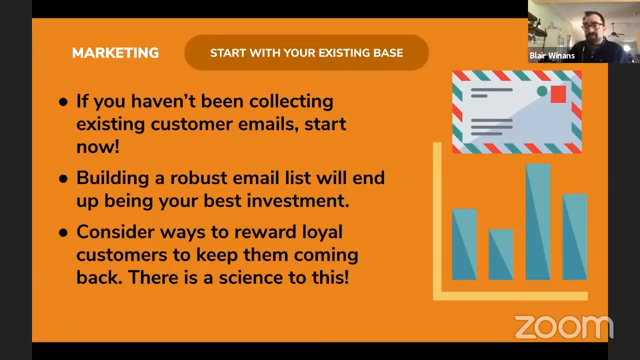 MARKETING
START WITH YOUR EXISTING BASE
Blair Winans
● If you haven't been collecting
existing customer emails, start
now!
● Building a robust email list will end
up being your best investment.
● Consider ways to reward loyal
customers to keep them coming
back. There is a science to this!
zoom